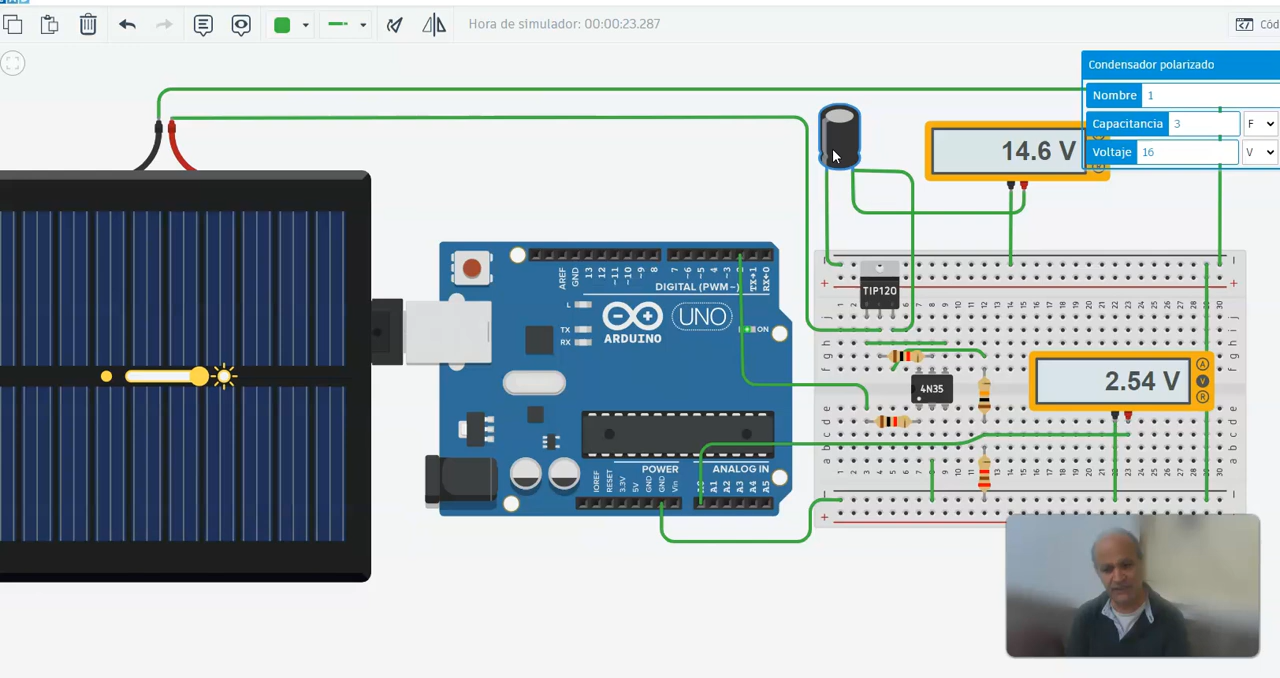 Hora de simulador: 00:00:23.287
Cód
Condensador polarizado
Nombre 1
Capacitancia 3 F
Voltaje 16 V
14.6 V
AREF
GND
13
12
~11
~10
~9
8
7
~6
~5
4
~3
TX→1
RX←0
DIGITAL (PWM~)
L
TX
RX
ARDUINO
UNO
ON
IOREF
RESET
3.3V
5V
GND
GND
Vin
POWER
ANALOG IN
A0
A1
A2
A3
A4
A5
TIP120
4N35
2.54 V
A
V
R